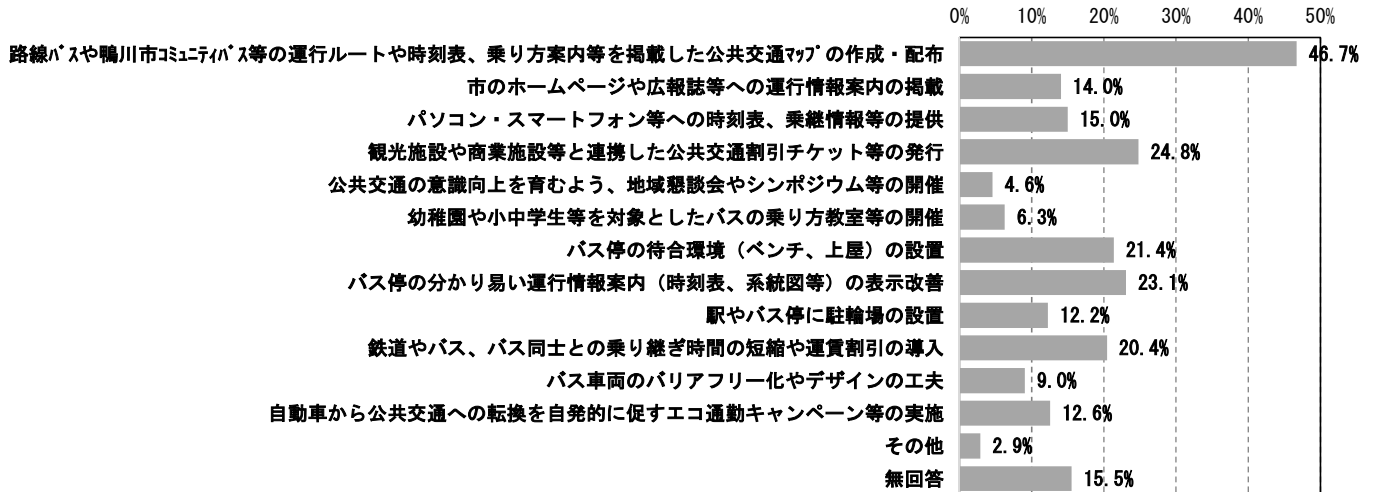 0% 10% 20% 30% 40% 50%
路線ﾊﾞｽや鴨川市ｺﾐｭﾆﾃｨﾊﾞｽ等の運行ルートや時刻表、乗り方案内等を掲載した公共交通ﾏｯﾌﾟの作成・配布 46.7%
市のホームページや広報誌等への運行情報案内の掲載 14.0%
パソコン・スマートフォン等への時刻表、乗継情報等の提供 15.0%
観光施設や商業施設等と連携した公共交通割引チケット等の発行 24.8%
公共交通の意識向上を育むよう、地域懇談会やシンポジウム等の開催 4.6%
幼稚園や小中学生等を対象としたバスの乗り方教室等の開催 6.3%
バス停の待合環境（ベンチ、上屋）の設置 21.4%
バス停の分かり易い運行情報案内（時刻表、系統図等）の表示改善 23.1%
駅やバス停に駐輪場の設置 12.2%
鉄道やバス、バス同士との乗り継ぎ時間の短縮や運賃割引の導入 20.4%
バス車両のバリアフリー化やデザインの工夫 9.0%
自動車から公共交通への転換を自発的に促すエコ通勤キャンペーン等の実施 12.6%
その他 2.9%
無回答 15.5%